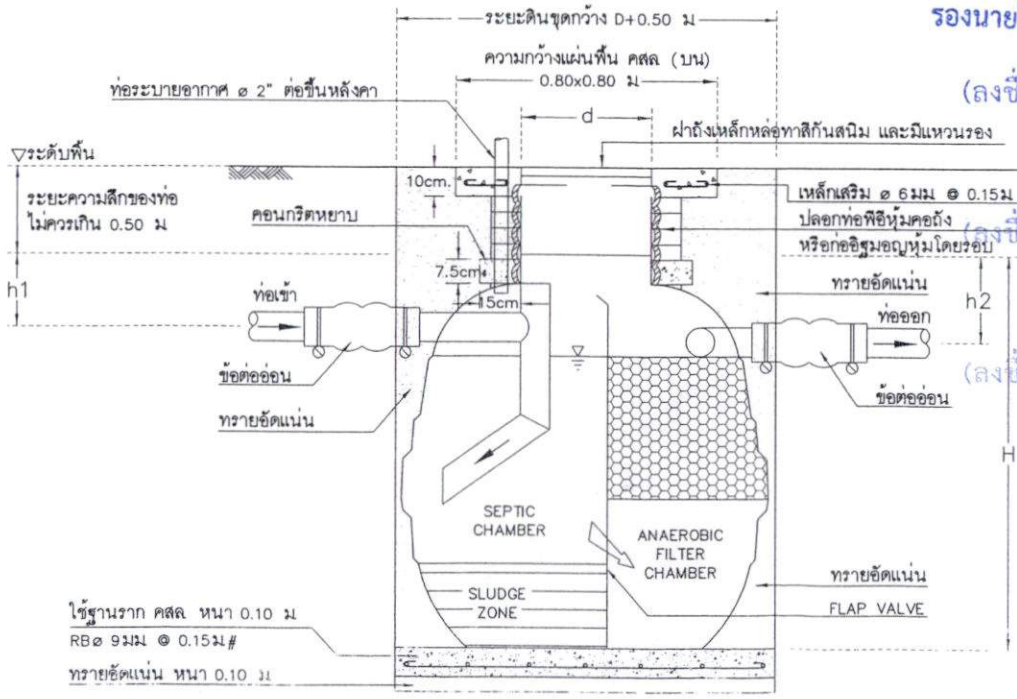 ระยะดินขุดกว้าง D+0.50 ม
รองนาย
ความกว้างแผ่นพื้น คสล (บน)
0.80x0.80 ม
(ลงชื่
ท่อระบายอากาศ ø 2" ต่อขึ้นหลังคา
d
ฝาถังเหล็กหล่อทาสีกันสนิม และมีแหวนรอง
ระดับพื้น
10cm.
เหล็กเสริม ø 6มม @ 0.15ม
ระยะความลึกของท่อ
ไม่ควรเกิน 0.50 ม
คอนกรีตหยาบ
ปลอกท่อพีอีหุ้มคอถัง
หรือก่ออิฐมอญหุ้มโดยรอบ
(ลงชื่
7.5cm
ทรายอัดแน่น
h1
h2
ท่อเข้า
15cm
ท่อออก
ข้อต่ออ่อน
ข้อต่ออ่อน
(ลงชื่
ทรายอัดแน่น
H
SEPTIC
CHAMBER
ANAEROBIC
FILTER
CHAMBER
ทรายอัดแน่น
SLUDGE
ZONE
FLAP VALVE
ใช้ฐานราก คสล หนา 0.10 ม
RBø 9มม @ 0.15ม#
ทรายอัดแน่น หนา 0.10 ม